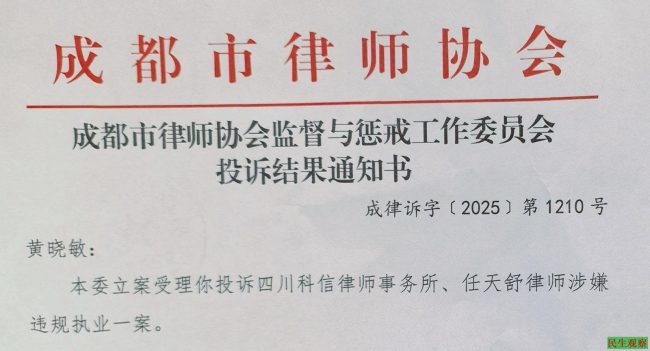 成都市律师协会
成都市律师协会监督与惩戒工作委员会
投诉结果通知书
成律诉字〔2025〕第1210号
黄晓敏：
本委立案受理你投诉四川科信律师事务所、任天舒律师涉嫌
违规执业一案。
民生观察